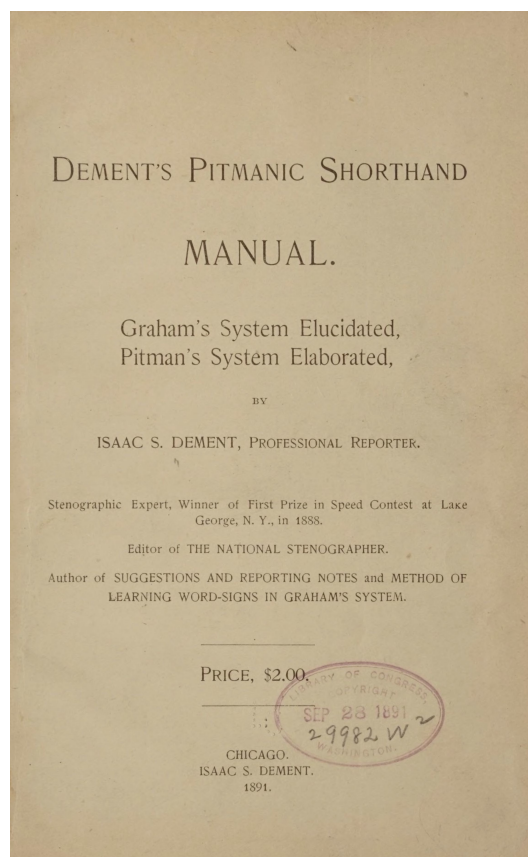 DEMENT'S PITMANIC SHORTHAND
MANUAL.
Graham's System Elucidated,
Pitman's System Elaborated,
BY
ISAAC S. DEMENT, PROFESSIONAL REPORTER.
Stenographic Expert, Winner of First Prize in Speed Contest at Lake
George, N. Y., in 1888.
Editor of THE NATIONAL STENOGRAPHER.
Author of SUGGESTIONS AND REPORTING NOTES and METHOD OF
LEARNING WORD-SIGNS IN GRAHAM'S SYSTEM.
PRICE, $2.00.
LIBRARY OF CONGRESS,
COPYRIGHT
SEP 28 1891
29982 W 2
WASHINGTON.
CHICAGO.
ISAAC S. DEMENT.
1891.